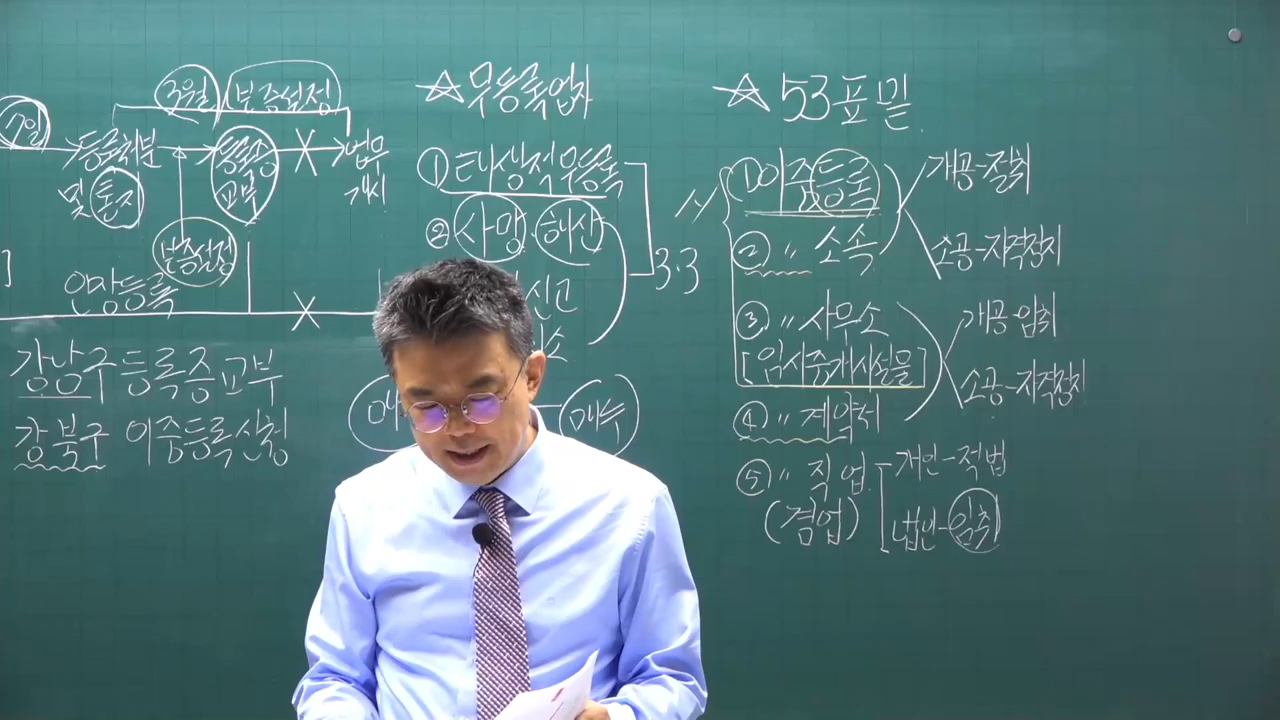 7일 3월 보증설정
등록처분 및 통지
등록증 교부
업무 개시
보증설정
인장등록
강남구 등록증교부
강북구 이중등록신청
☆ 무등록업자
① 태생적무등록
② 사망·해산
신고
3.3
매수
☆ 53표 밑
① 이중등록
② 〃 소속
개공-절취
소공-자격정지
③ 〃 사무소
[임시중개시설물]
④ 〃 계약서
개공 임취
소공-자격정지
⑤ 〃 직업
(겸업)
개인-적법
법인-임취